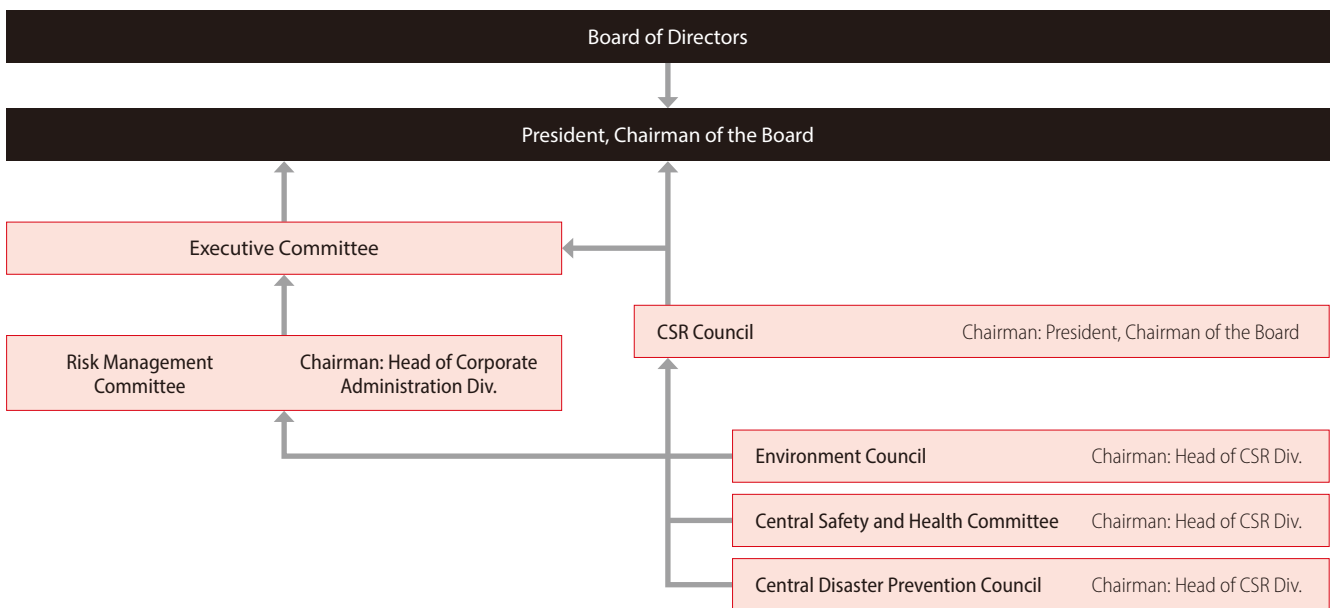 Board of Directors
President, Chairman of the Board
Executive Committee
Risk Management
Committee
Chairman: Head of Corporate
Administration Div.
CSR Council
Chairman: President, Chairman of the Board
Environment Council
Chairman: Head of CSR Div.
Central Safety and Health Committee
Chairman: Head of CSR Div.
Central Disaster Prevention Council
Chairman: Head of CSR Div.